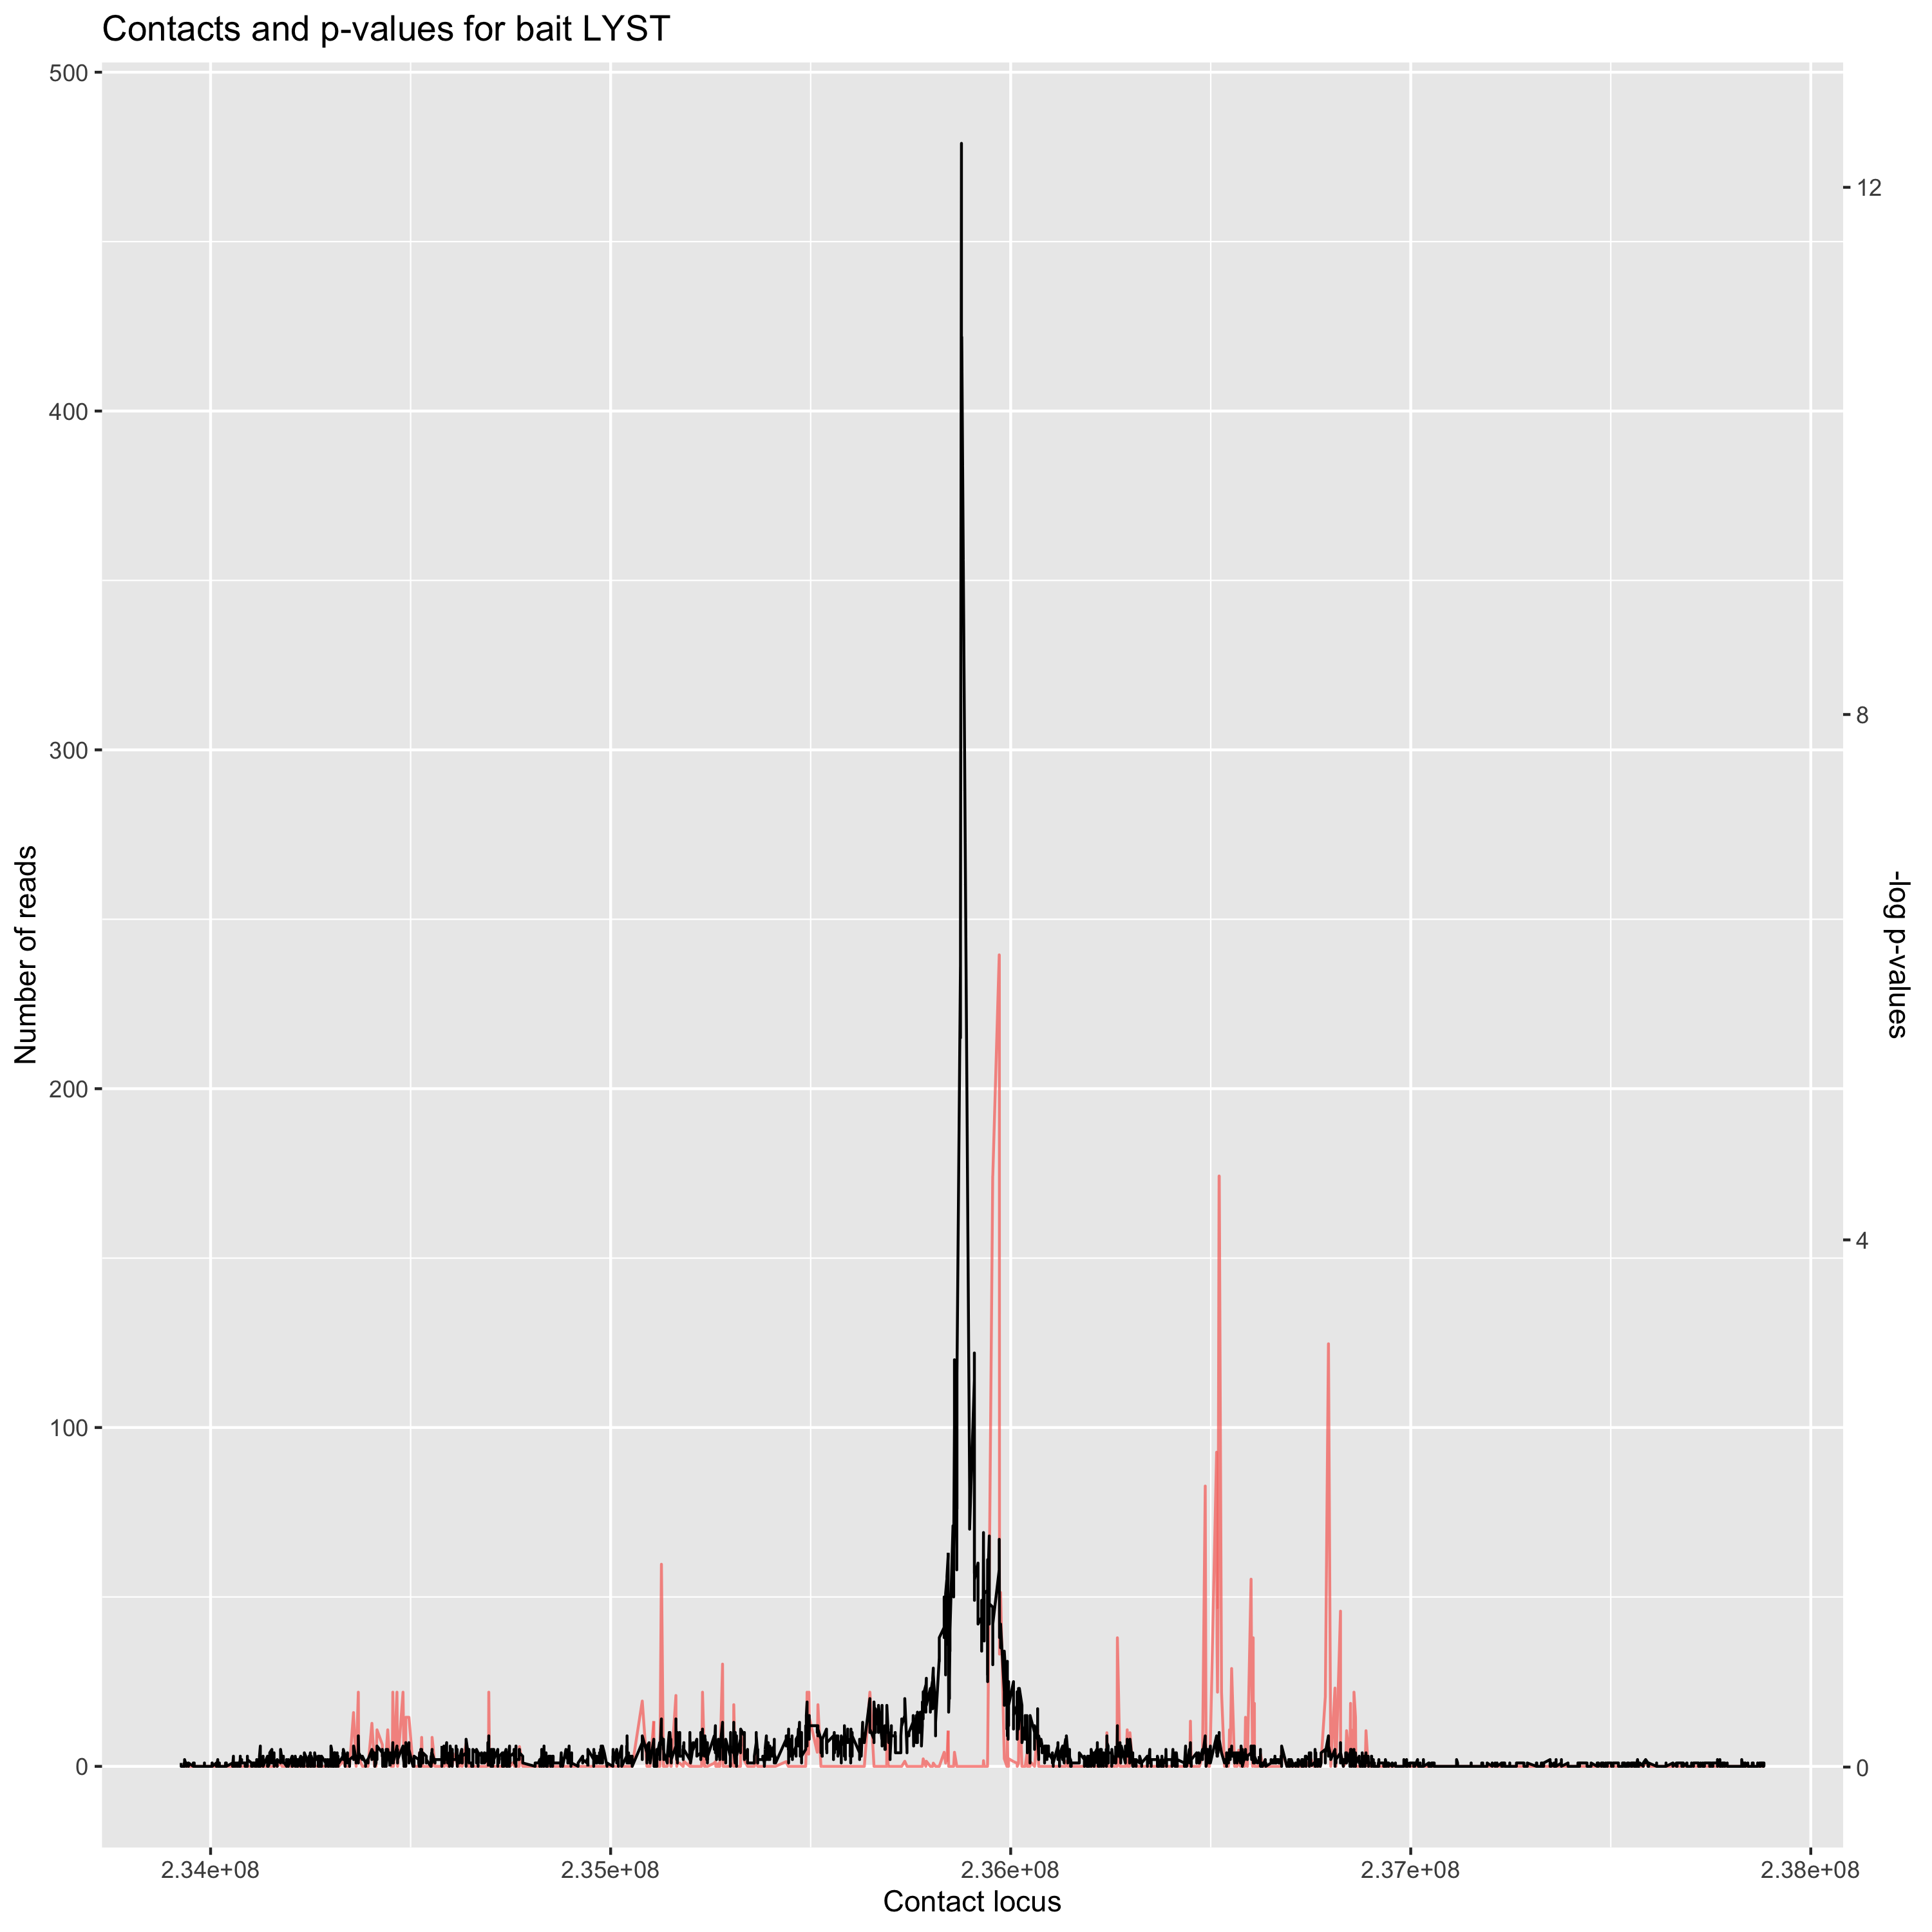 Contacts and p-values for bait LYST
500
400
300
200
100
0
12
8
4
0
Number of reads
-log p-values
2.34e+08 2.35e+08 2.36e+08 2.37e+08 2.38e+08
Contact locus